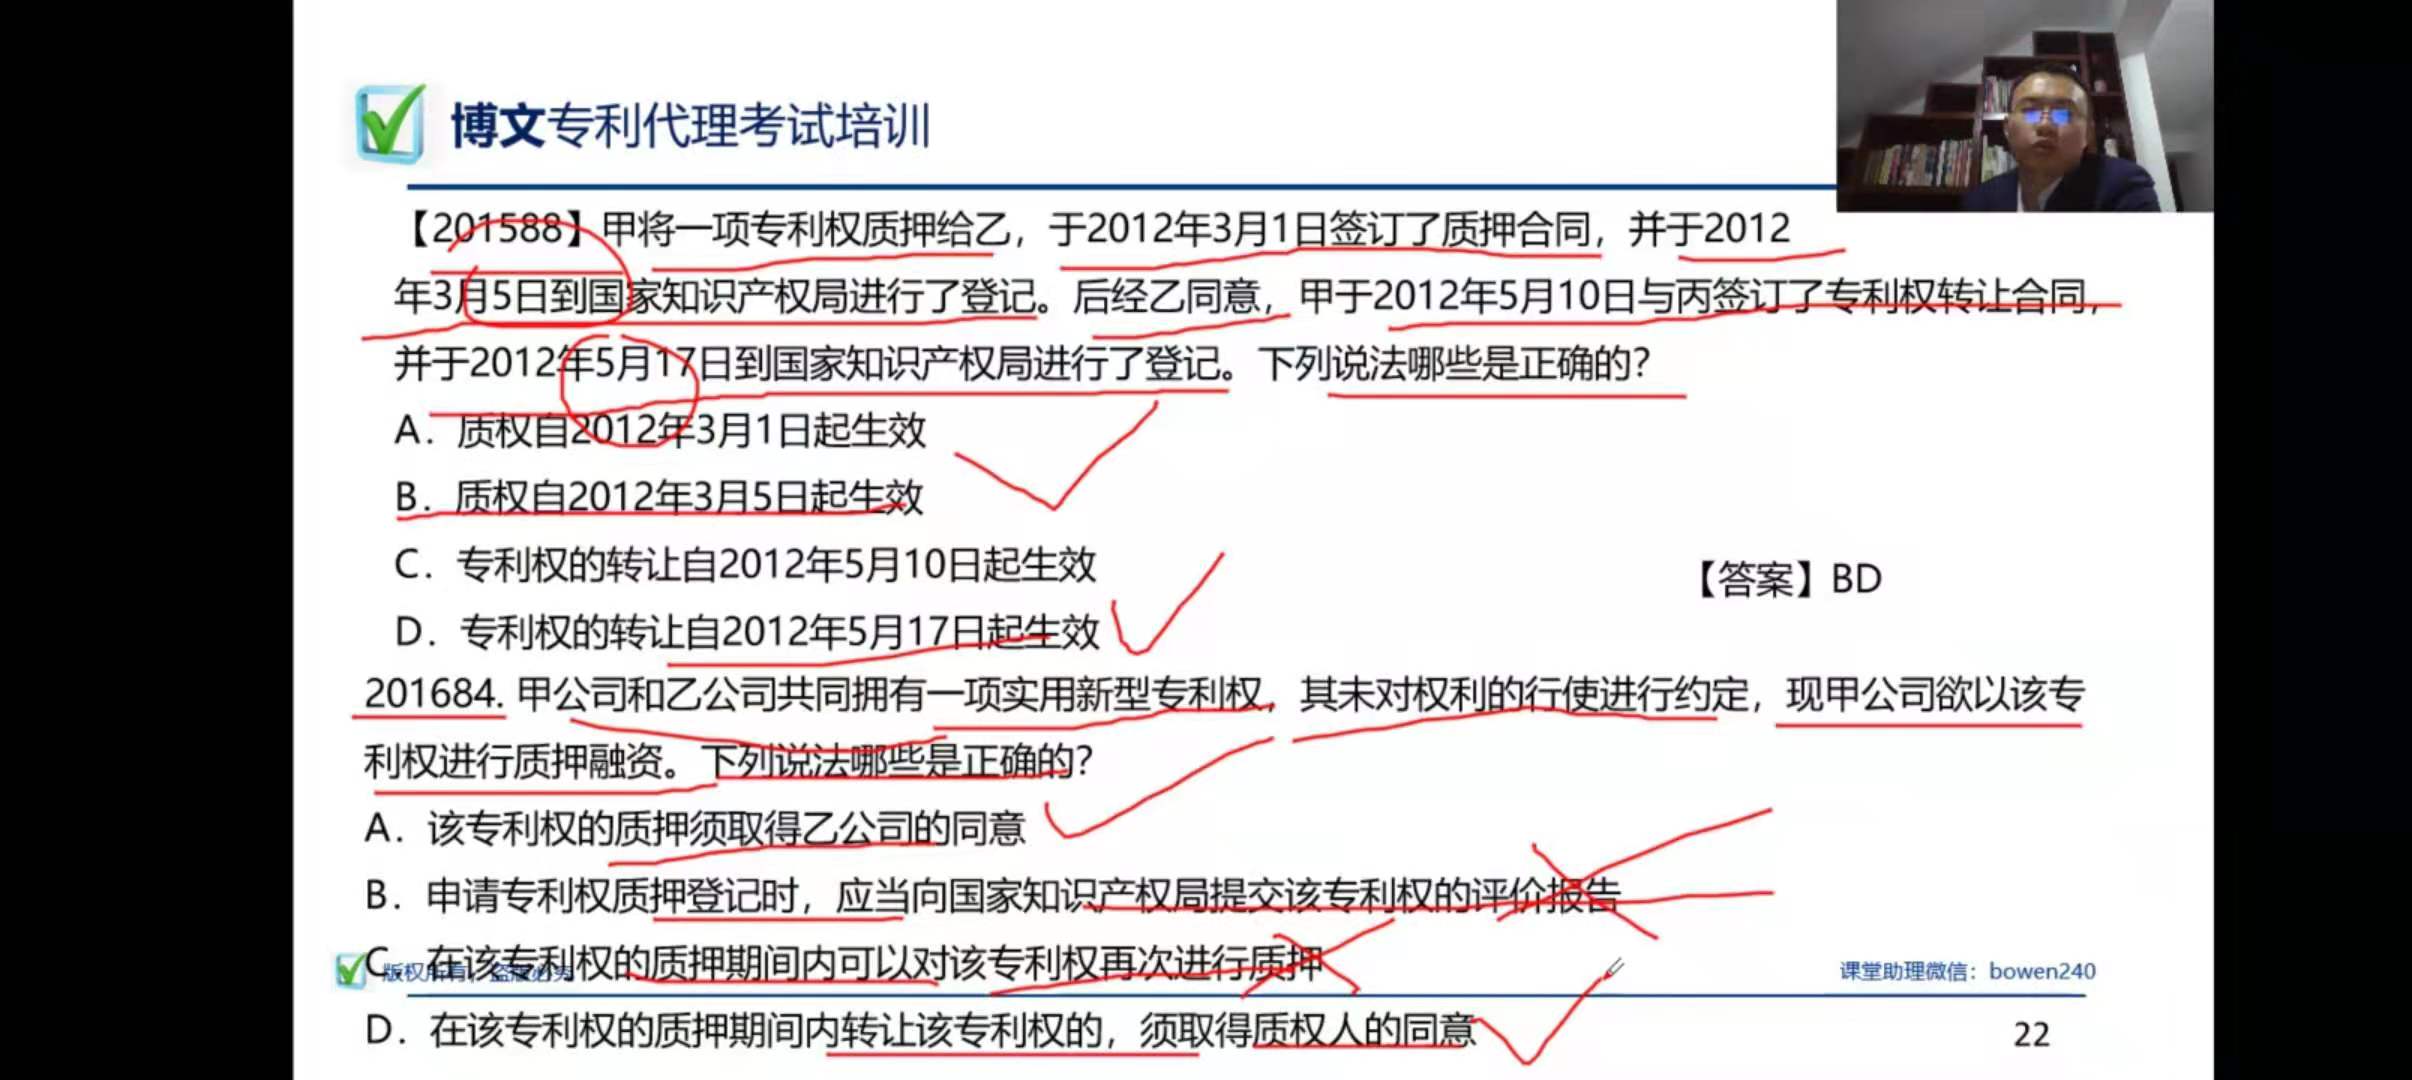 博文专利代理考试培训
【201588】甲将一项专利权质押给乙，于2012年3月1日签订了质押合同，并于2012
年3月5日到国家知识产权局进行了登记。后经乙同意，甲于2012年5月10日与丙签订了专利权转让合同，
并于2012年5月17日到国家知识产权局进行了登记。下列说法哪些是正确的？
A．质权自2012年3月1日起生效
B．质权自2012年3月5日起生效
C．专利权的转让自2012年5月10日起生效
【答案】BD
D．专利权的转让自2012年5月17日起生效
201684. 甲公司和乙公司共同拥有一项实用新型专利权，其未对权利的行使进行约定，现甲公司欲以该专
利权进行质押融资。下列说法哪些是正确的？
A．该专利权的质押须取得乙公司的同意
B．申请专利权质押登记时，应当向国家知识产权局提交该专利权的评价报告
C．在该专利权的质押期间内可以对该专利权再次进行质押
版权所有，盗版必究
课堂助理微信：bowen240
D．在该专利权的质押期间内转让该专利权的，须取得质权人的同意
22